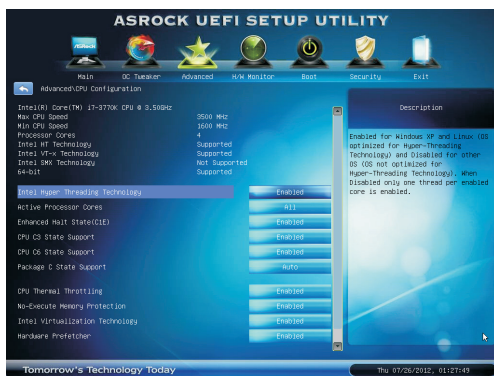 ASROCK UEFI SETUP UTILITY
ASRock
Main
OC Tweaker
Advanced
H/W Monitor
Boot
Security
Exit
Advanced\CPU Configuration
Intel(R) Core(TM) i7-3770K CPU @ 3.50GHz
Max CPU Speed 3500 MHz
Min CPU Speed 1600 MHz
Processor Cores 4
Intel HT Technology Supported
Intel VT-x Technology Supported
Intel SMX Technology Not Supported
64-bit Supported
Intel Hyper Threading Technology Enabled
Active Processor Cores All
Enhanced Halt State(C1E) Enabled
CPU C3 State Support Enabled
CPU C6 State Support Enabled
Package C State Support Auto
CPU Thermal Throttling Enabled
No-Execute Memory Protection Enabled
Intel Virtualization Technology Enabled
Hardware Prefetcher Enabled
Description
Enabled for Windows XP and Linux (OS
optimized for Hyper-Threading
Technology) and Disabled for other
OS (OS not optimized for
Hyper-Threading Technology). When
Disabled only one thread per enabled
core is enabled.
Tomorrow's Technology Today
Thu 07/26/2012, 01:27:49